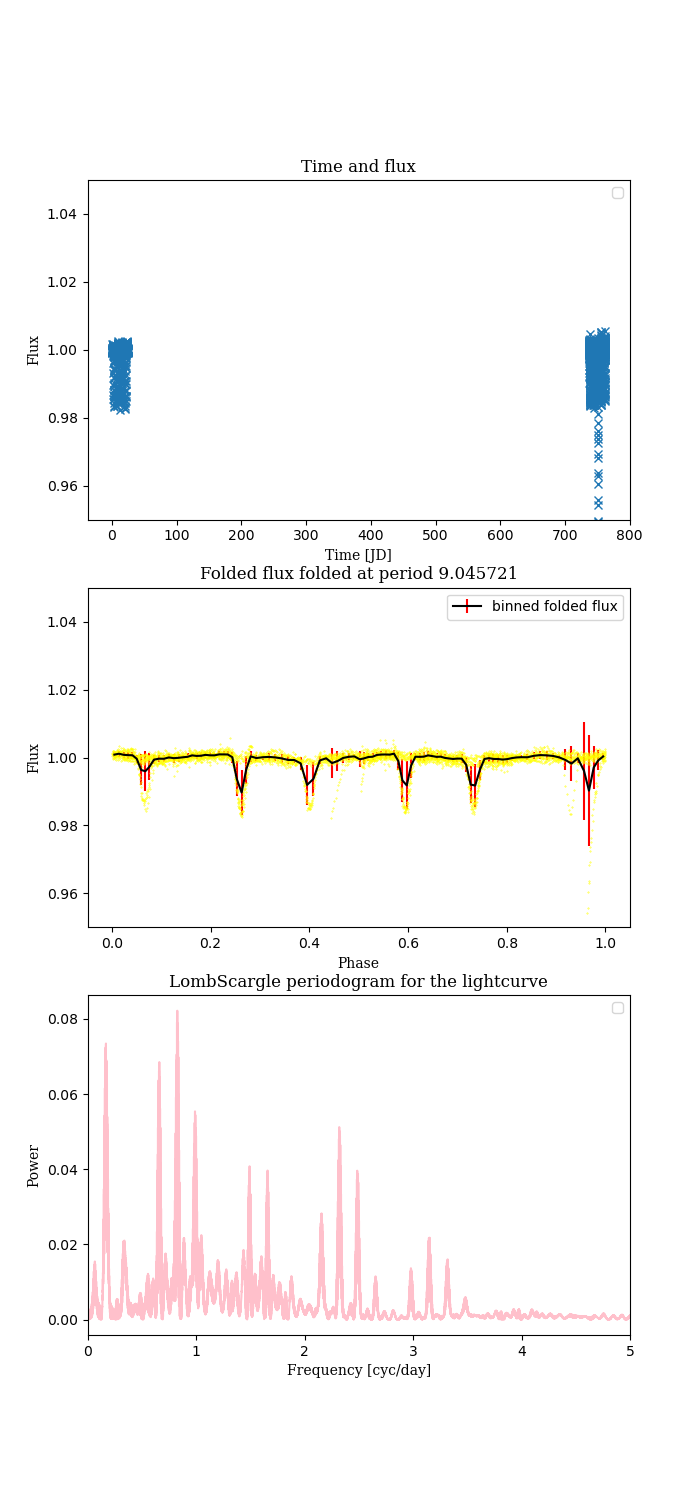 Time and flux
1.04
1.02
1.00
0.98
0.96
Flux
0 100 200 300 400 500 600 700 800
Time [JD]
Folded flux folded at period 9.045721
binned folded flux
1.04
1.02
1.00
0.98
0.96
Flux
0.0 0.2 0.4 0.6 0.8 1.0
Phase
LombScargle periodogram for the lightcurve
0.08
0.06
0.04
0.02
0.00
Power
0 1 2 3 4 5
Frequency [cyc/day]